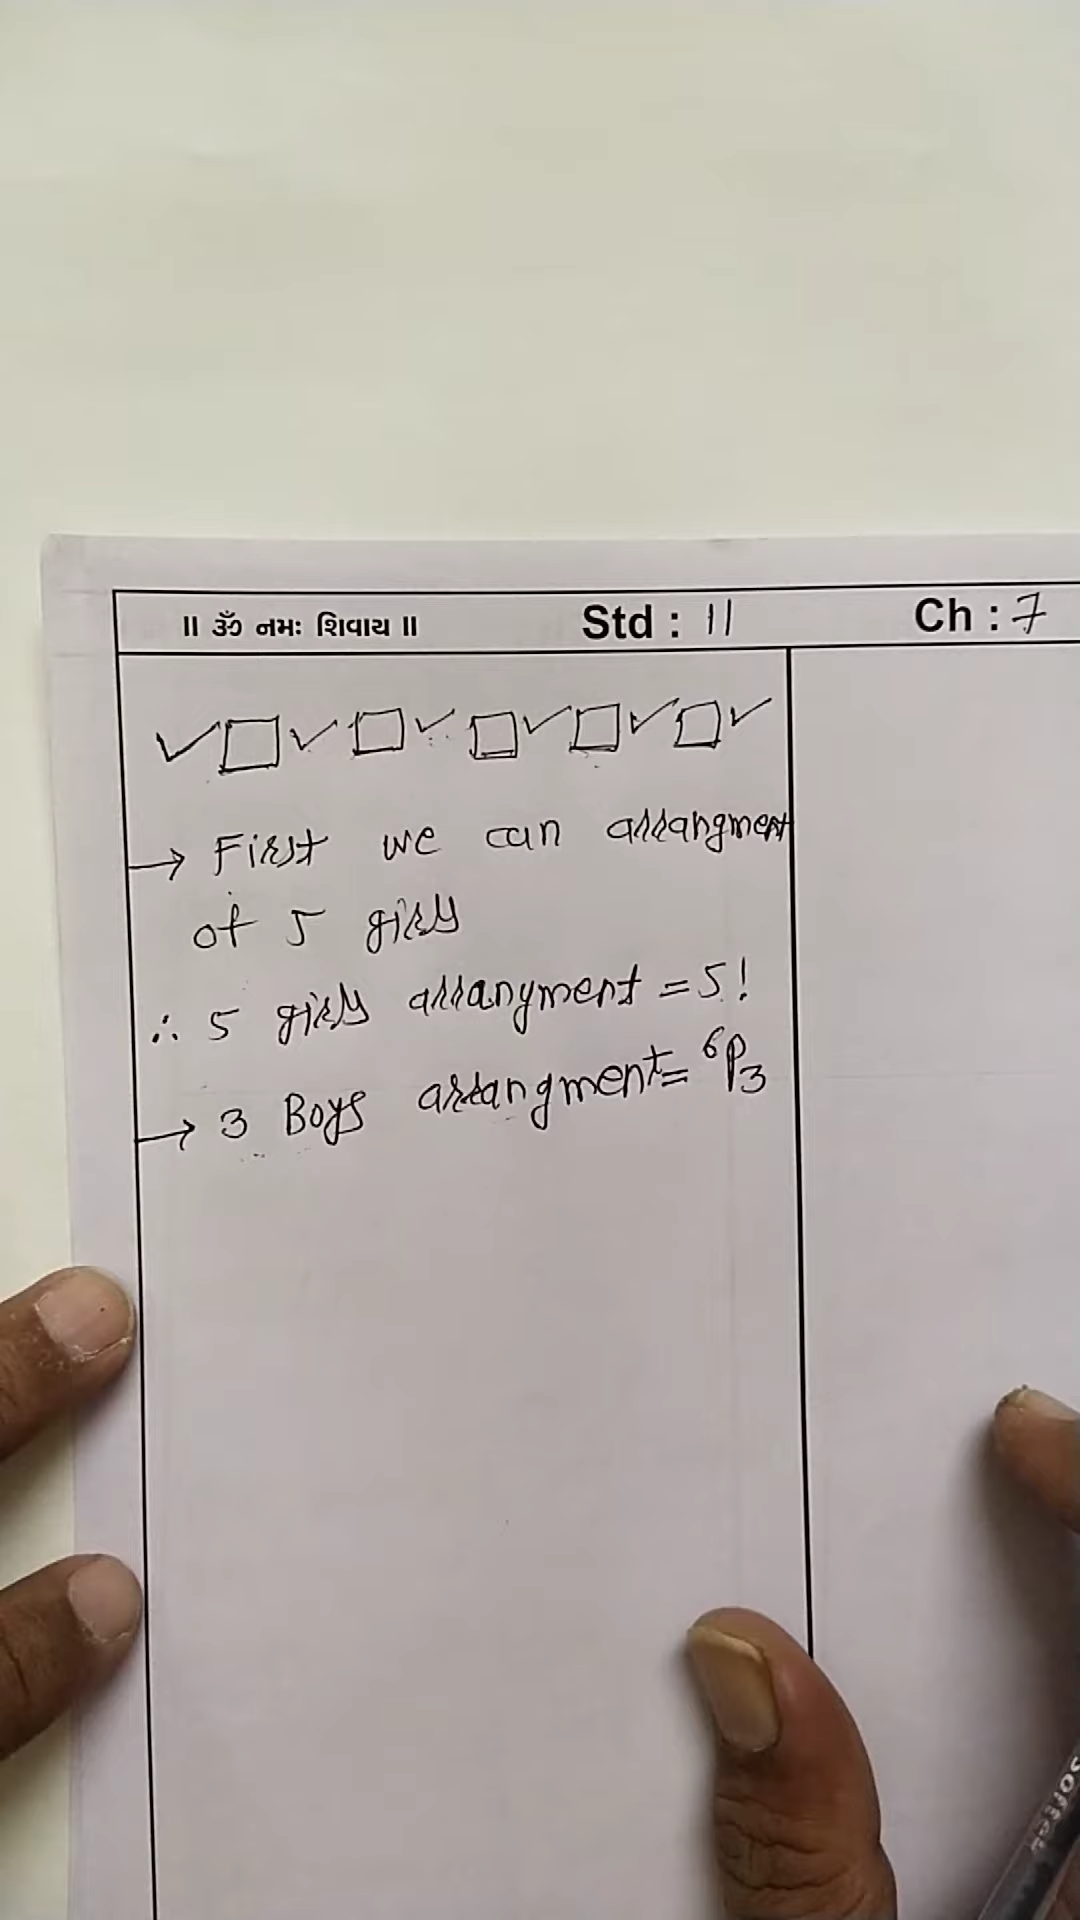 ॥ ૐ નમઃ શિવાય ॥ Std : 11 Ch : 7
✓□✓□✓□✓□✓□✓
→ First we can arrangment
of 5 girls
∴ 5 girls arrangment = 5!
→ 3 Boys arrangment = ⁶P₃